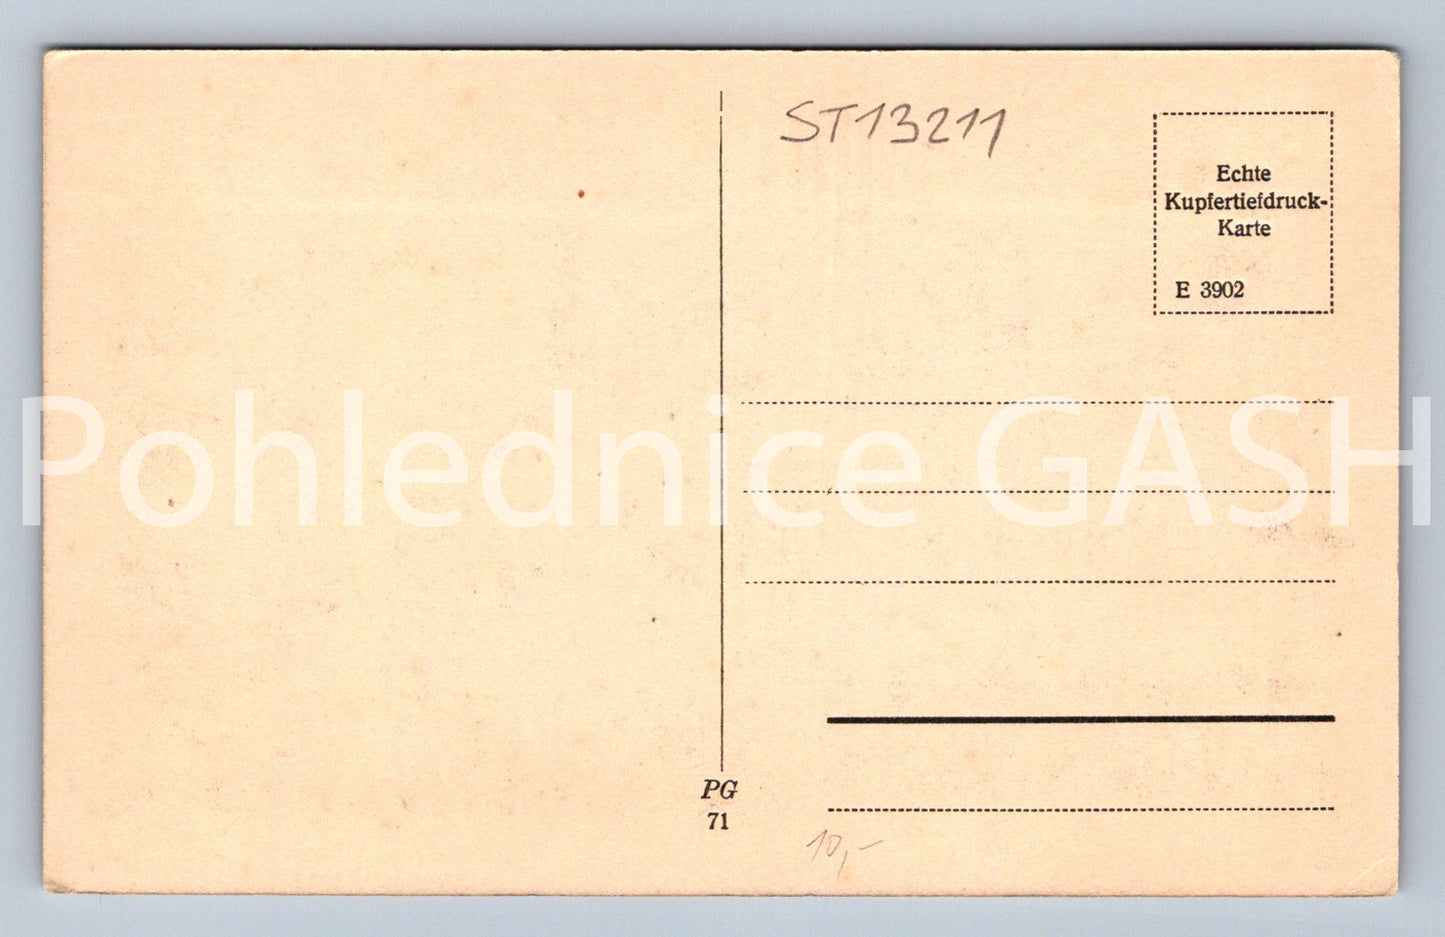 ST13211
Echte
Kupfertiefdruck-
Karte
E 3902
Pohlednice GASH
PG
71
10,-